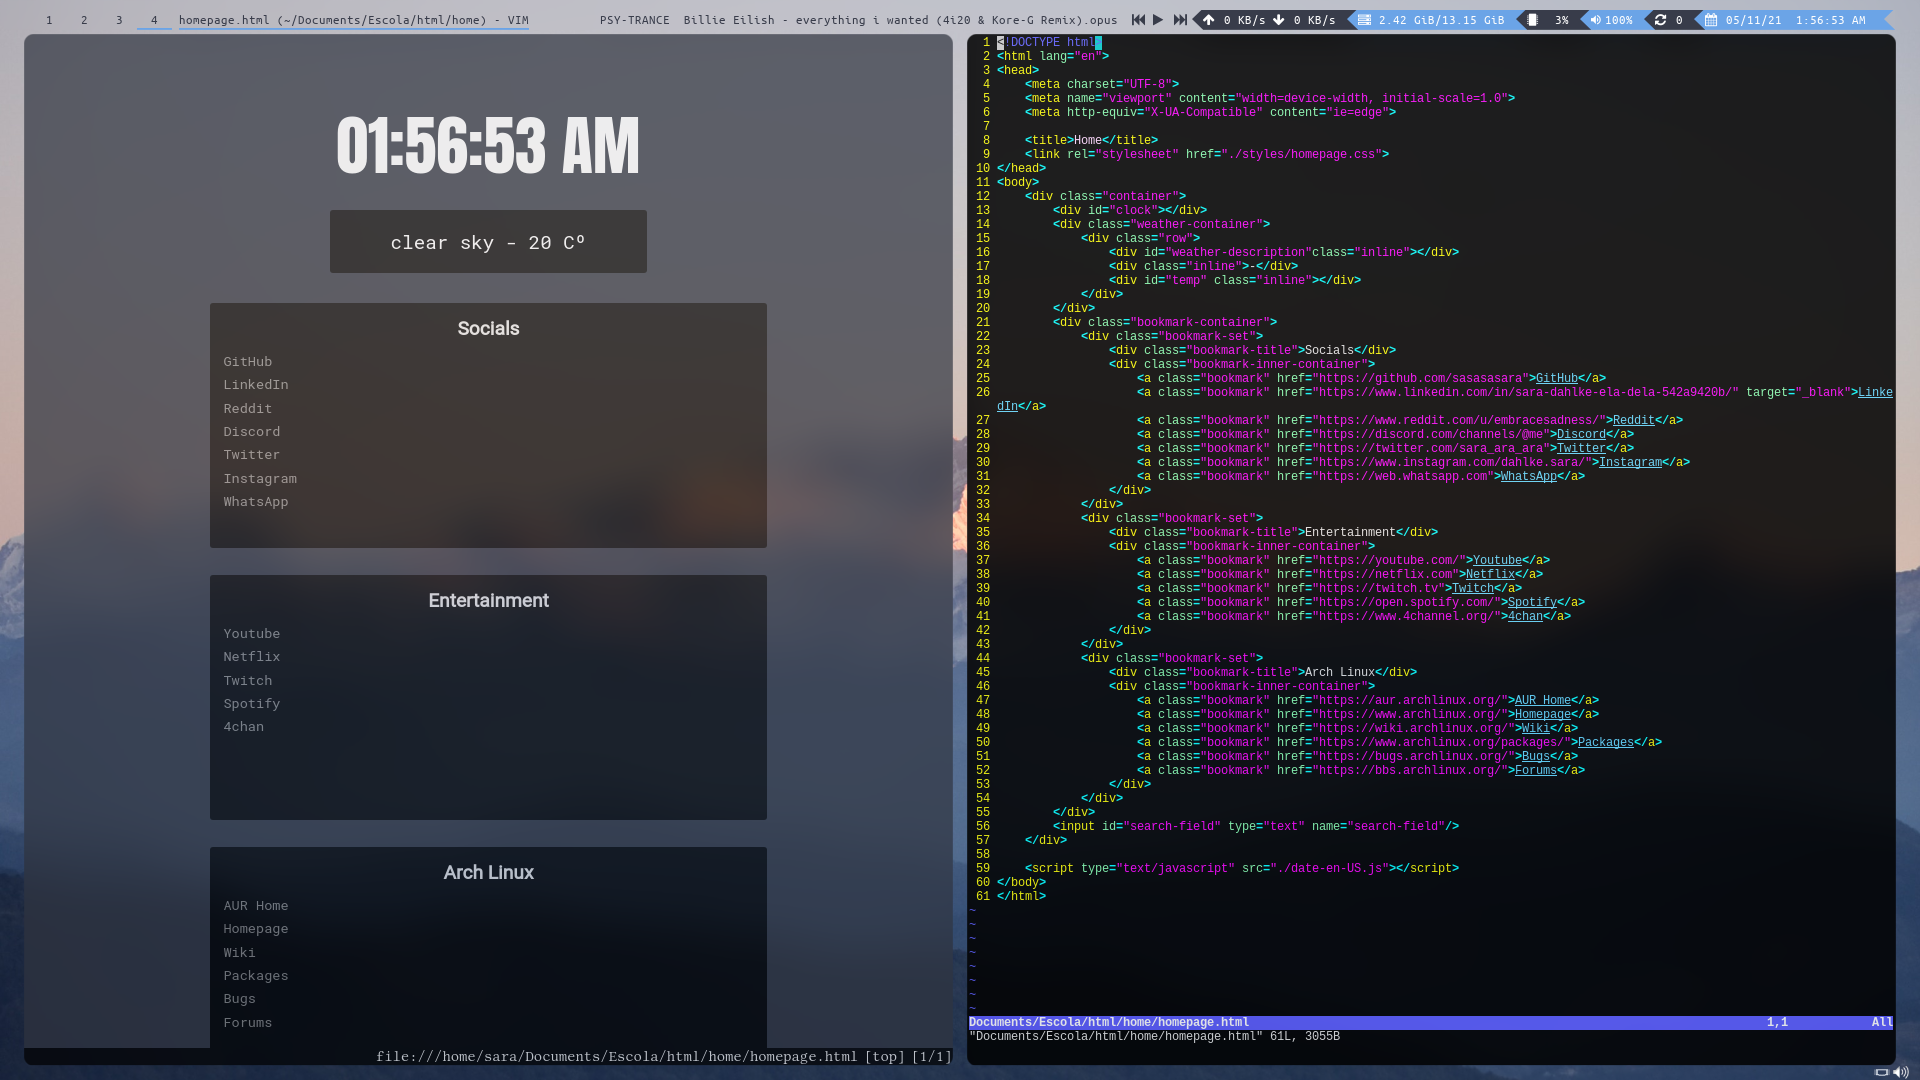 1 2 3 4 homepage.html (~/Documents/Escola/html/home) - VIM PSY-TRANCE Billie Eilish - everything i wanted (4i20 & Kore-G Remix).opus 0 KB/s 0 KB/s 2.42 GiB/13.15 GiB 3% 100% 0 05/11/21 1:56:53 AM
01:56:53 AM
clear sky - 20 Cº
Socials
GitHub
LinkedIn
Reddit
Discord
Twitter
Instagram
WhatsApp
Entertainment
Youtube
Netflix
Twitch
Spotify
4chan
Arch Linux
AUR Home
Homepage
Wiki
Packages
Bugs
Forums
file:///home/sara/Documents/Escola/html/home/homepage.html [top] [1/1]
1 <!DOCTYPE html>
2 <html lang="en">
3 <head>
4     <meta charset="UTF-8">
5     <meta name="viewport" content="width=device-width, initial-scale=1.0">
6     <meta http-equiv="X-UA-Compatible" content="ie=edge">
7
8     <title>Home</title>
9     <link rel="stylesheet" href="./styles/homepage.css">
10 </head>
11 <body>
12     <div class="container">
13         <div id="clock"></div>
14         <div class="weather-container">
15             <div class="row">
16                 <div id="weather-description"class="inline"></div>
17                 <div class="inline">-</div>
18                 <div id="temp" class="inline"></div>
19             </div>
20         </div>
21         <div class="bookmark-container">
22             <div class="bookmark-set">
23                 <div class="bookmark-title">Socials</div>
24                 <div class="bookmark-inner-container">
25                     <a class="bookmark" href="https://github.com/sasasasara">GitHub</a>
26                     <a class="bookmark" href="https://www.linkedin.com/in/sara-dahlke-ela-dela-542a9420b/" target="_blank">Linke
dIn</a>
27                     <a class="bookmark" href="https://www.reddit.com/u/embracesadness/">Reddit</a>
28                     <a class="bookmark" href="https://discord.com/channels/@me">Discord</a>
29                     <a class="bookmark" href="https://twitter.com/sara_ara_ara">Twitter</a>
30                     <a class="bookmark" href="https://www.instagram.com/dahlke.sara/">Instagram</a>
31                     <a class="bookmark" href="https://web.whatsapp.com">WhatsApp</a>
32                 </div>
33             </div>
34             <div class="bookmark-set">
35                 <div class="bookmark-title">Entertainment</div>
36                 <div class="bookmark-inner-container">
37                     <a class="bookmark" href="https://youtube.com/">Youtube</a>
38                     <a class="bookmark" href="https://netflix.com">Netflix</a>
39                     <a class="bookmark" href="https://twitch.tv">Twitch</a>
40                     <a class="bookmark" href="https://open.spotify.com/">Spotify</a>
41                     <a class="bookmark" href="https://www.4channel.org/">4chan</a>
42                 </div>
43             </div>
44             <div class="bookmark-set">
45                 <div class="bookmark-title">Arch Linux</div>
46                 <div class="bookmark-inner-container">
47                     <a class="bookmark" href="https://aur.archlinux.org/">AUR Home</a>
48                     <a class="bookmark" href="https://www.archlinux.org/">Homepage</a>
49                     <a class="bookmark" href="https://wiki.archlinux.org/">Wiki</a>
50                     <a class="bookmark" href="https://www.archlinux.org/packages/">Packages</a>
51                     <a class="bookmark" href="https://bugs.archlinux.org/">Bugs</a>
52                     <a class="bookmark" href="https://bbs.archlinux.org/">Forums</a>
53                 </div>
54             </div>
55         </div>
56         <input id="search-field" type="text" name="search-field"/>
57     </div>
58
59     <script type="text/javascript" src="./date-en-US.js"></script>
60 </body>
61 </html>
~
~
~
~
~
~
~
~
Documents/Escola/html/home/homepage.html 1,1 All
"Documents/Escola/html/home/homepage.html" 61L, 3055B